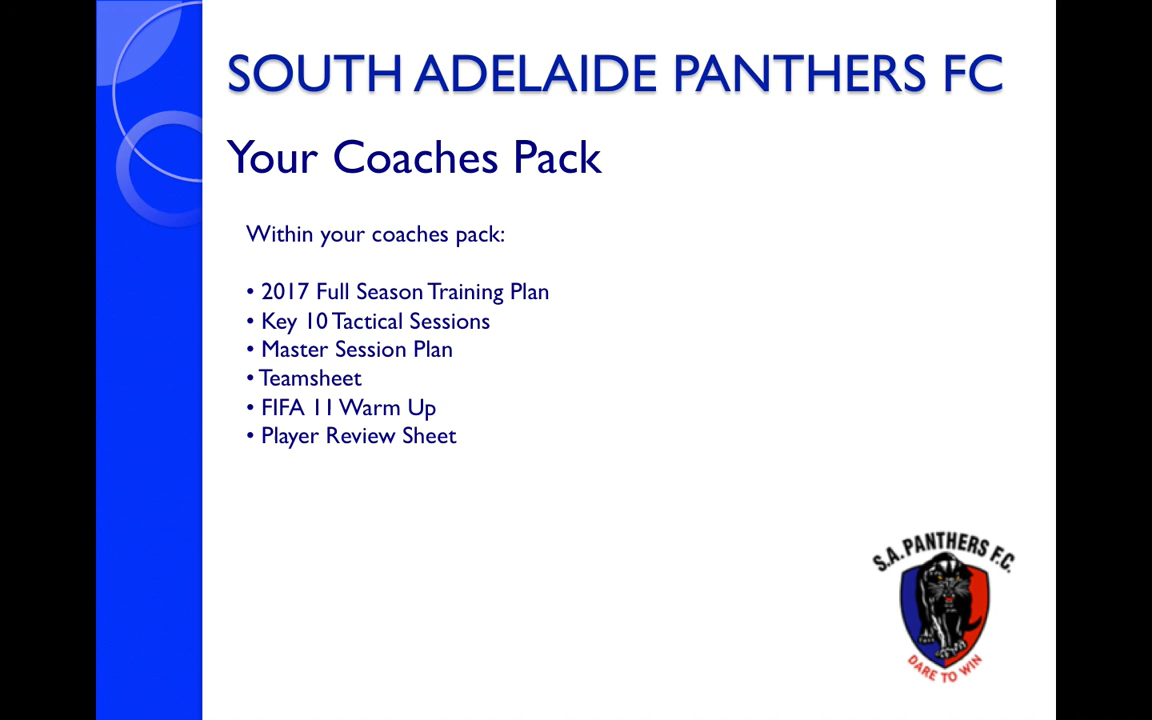 SOUTH ADELAIDE PANTHERS FC
Your Coaches Pack
Within your coaches pack:
• 2017 Full Season Training Plan
• Key 10 Tactical Sessions
• Master Session Plan
• Teamsheet
• FIFA 11 Warm Up
• Player Review Sheet
S.A. PANTHERS F.C.
DARE TO WIN